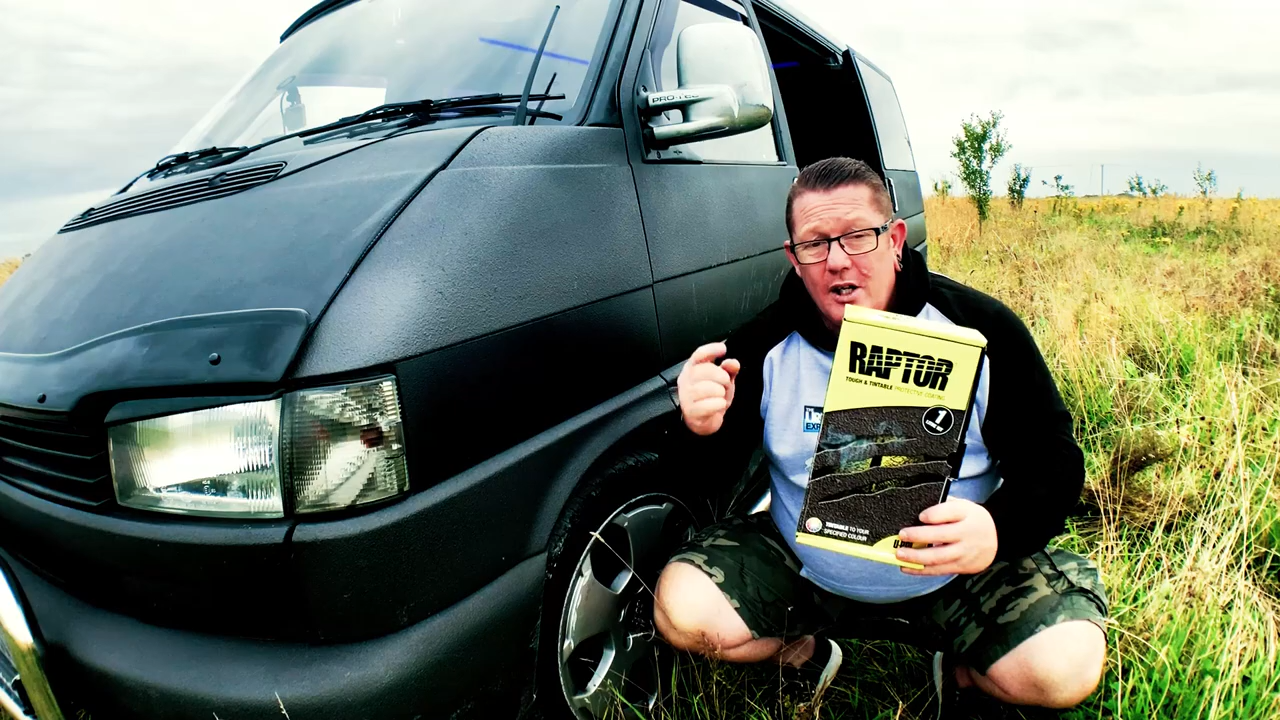 PRO-TEC
RAPTOR
TOUGH & TINTABLE PROTECTIVE COATING
1
TINTABLE TO YOUR
SPECIFIED COLOUR